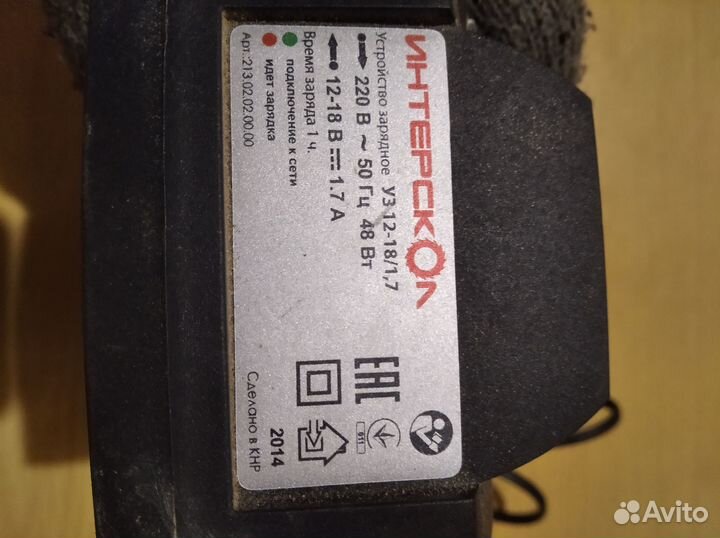 ИНТЕРСКОЛ
Устройство зарядное УЗ 12-18/1,7
220 В ~ 50 Гц 48 Вт
12-18 В 1.7 А
Время заряда 1 ч.
подключение к сети
идет зарядка
Арт.:213.02.02.00.00
EAC
611
2014
Сделано в КНР
Avito